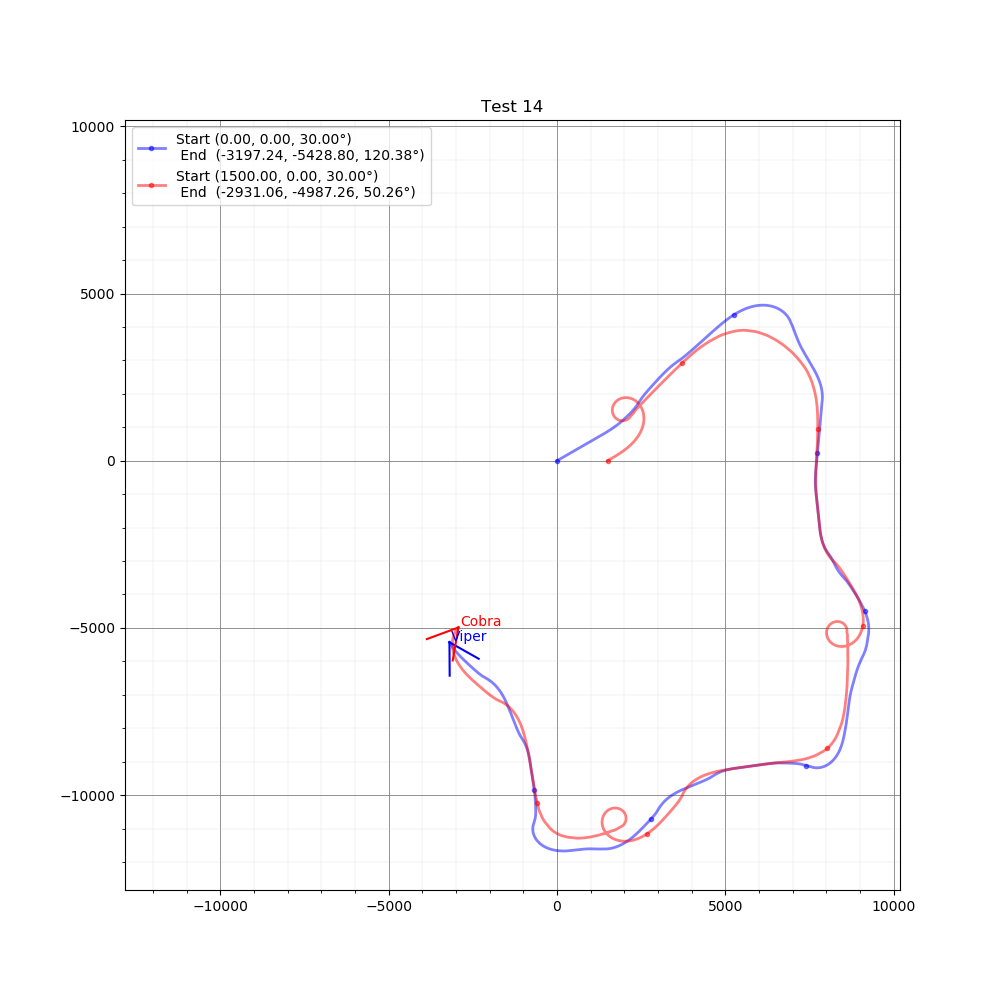 Test 14
Start (0.00, 0.00, 30.00°)
End  (-3197.24, -5428.80, 120.38°)
Start (1500.00, 0.00, 30.00°)
End  (-2931.06, -4987.26, 50.26°)
10000
5000
0
−5000
−10000
Cobra
Viper
−10000
−5000
0
5000
10000